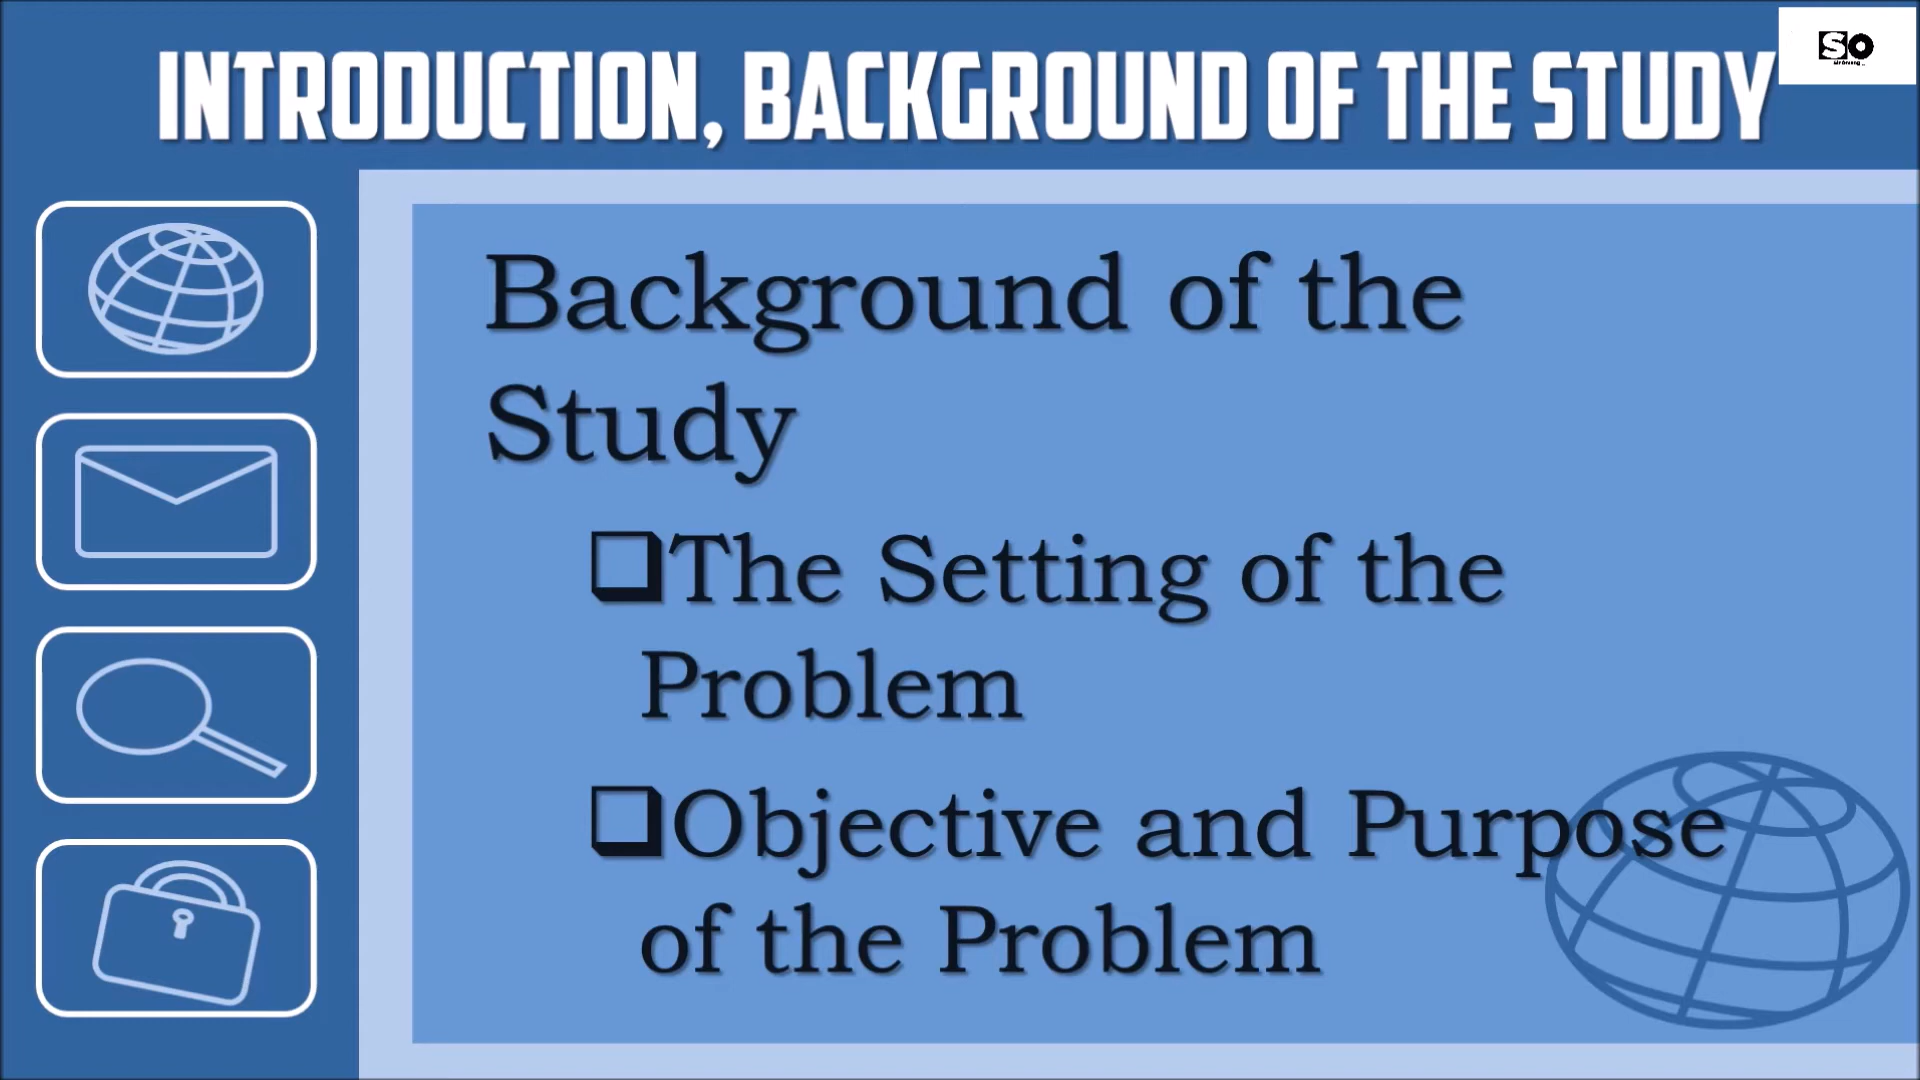 INTRODUCTION, BACKGROUND OF THE STUDY
SO
Background of the
Study
❑The Setting of the
Problem
❑Objective and Purpose
of the Problem